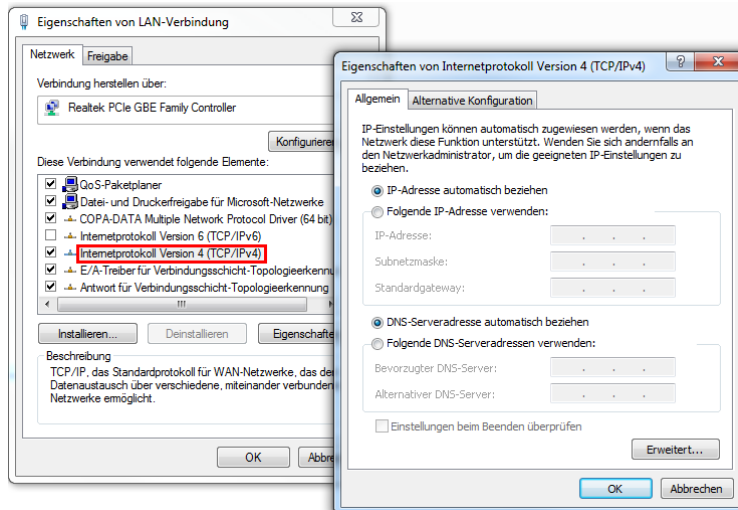 Eigenschaften von LAN-Verbindung
Netzwerk
Freigabe
Verbindung herstellen über:
Realtek PCIe GBE Family Controller
Konfigurieren
Diese Verbindung verwendet folgende Elemente:
QoS-Paketplaner
Datei- und Druckerfreigabe für Microsoft-Netzwerke
COPA-DATA Multiple Network Protocol Driver (64 bit)
Internetprotokoll Version 6 (TCP/IPv6)
Internetprotokoll Version 4 (TCP/IPv4)
E/A-Treiber für Verbindungsschicht-Topologieerkennu
Antwort für Verbindungsschicht-Topologieerkennung
Installieren...
Deinstallieren
Eigenschafte
Beschreibung
TCP/IP, das Standardprotokoll für WAN-Netzwerke, das de
Datenaustausch über verschiedene, miteinander verbunden
Netzwerke ermöglicht.
OK
Abbre
Eigenschaften von Internetprotokoll Version 4 (TCP/IPv4)
Allgemein
Alternative Konfiguration
IP-Einstellungen können automatisch zugewiesen werden, wenn das
Netzwerk diese Funktion unterstützt. Wenden Sie sich andernfalls an
den Netzwerkadministrator, um die geeigneten IP-Einstellungen zu
beziehen.
IP-Adresse automatisch beziehen
Folgende IP-Adresse verwenden:
IP-Adresse:
Subnetzmaske:
Standardgateway:
DNS-Serveradresse automatisch beziehen
Folgende DNS-Serveradressen verwenden:
Bevorzugter DNS-Server:
Alternativer DNS-Server:
Einstellungen beim Beenden überprüfen
Erweitert...
OK
Abbrechen